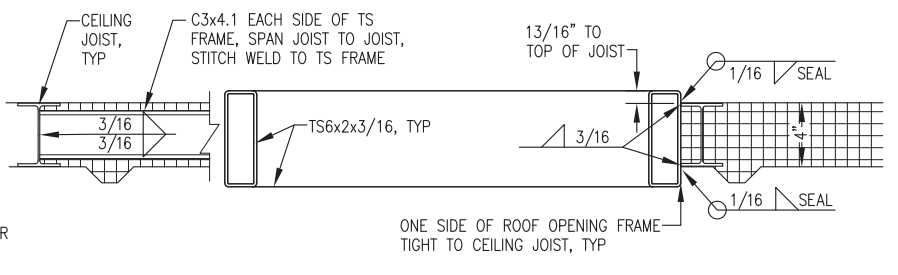 CEILING
JOIST,
TYP
C3x4.1 EACH SIDE OF TS
FRAME, SPAN JOIST TO JOIST,
STITCH WELD TO TS FRAME
13/16" TO
TOP OF JOIST
1/16 SEAL
3/16
3/16
TS6x2x3/16, TYP
3/16
4"
1/16 SEAL
ONE SIDE OF ROOF OPENING FRAME
TIGHT TO CEILING JOIST, TYP
R